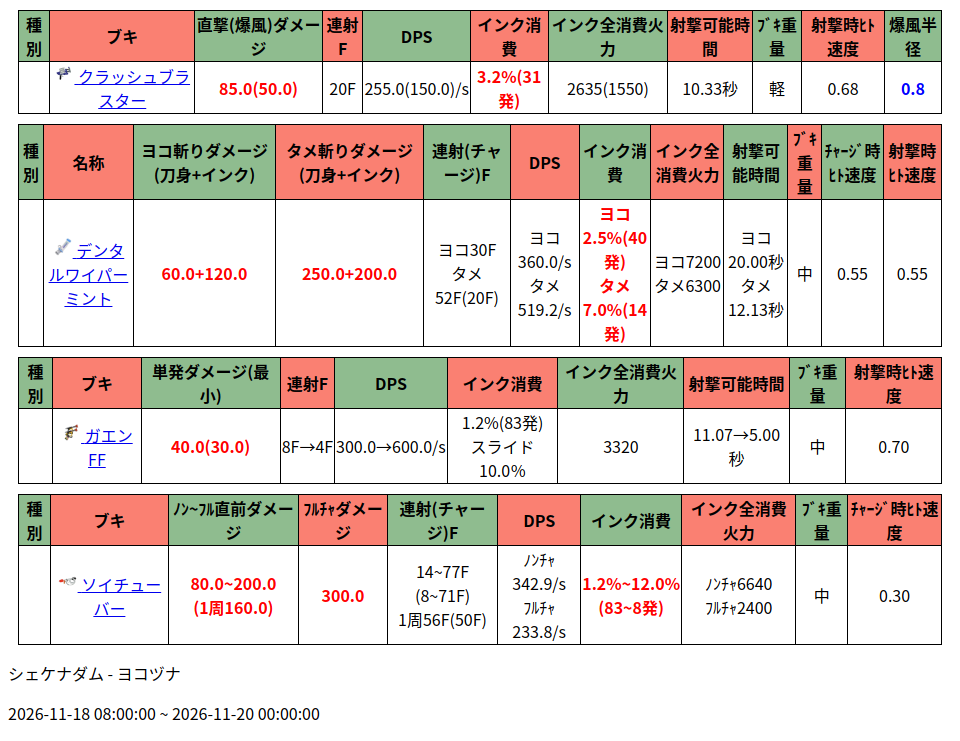 種別 ブキ 直撃(爆風)ダメージ 連射F DPS インク消費 インク全消費火力 射撃可能時間 ﾌﾞｷ重量 射撃時ﾋﾄ速度 爆風半径
クラッシュブラスター 85.0(50.0) 20F 255.0(150.0)/s 3.2%(31発) 2635(1550) 10.33秒 軽 0.68 0.8
種別 名称 ヨコ斬りダメージ(刀身+インク) タメ斬りダメージ(刀身+インク) 連射(チャージ)F DPS インク消費 インク全消費火力 射撃可能時間 ﾌﾞｷ重量 ﾁｬｰｼﾞ時ﾋﾄ速度 射撃時ﾋﾄ速度
デンタルワイパーミント 60.0+120.0 250.0+200.0 ヨコ30F タメ52F(20F) ヨコ360.0/s タメ519.2/s ヨコ2.5%(40発) タメ7.0%(14発) ヨコ7200 タメ6300 ヨコ20.00秒 タメ12.13秒 中 0.55 0.55
種別 ブキ 単発ダメージ(最小) 連射F DPS インク消費 インク全消費火力 射撃可能時間 ﾌﾞｷ重量 射撃時ﾋﾄ速度
ガエンFF 40.0(30.0) 8F→4F 300.0→600.0/s 1.2%(83発) スライド10.0% 3320 11.07→5.00秒 中 0.70
種別 ブキ ﾉﾝ~ﾌﾙ直前ダメージ ﾌﾙﾁｬダメージ 連射(チャージ)F DPS インク消費 インク全消費火力 ﾌﾞｷ重量 ﾁｬｰｼﾞ時ﾋﾄ速度
ソイチューバー 80.0~200.0(1周160.0) 300.0 14~77F(8~71F) 1周56F(50F) ﾉﾝﾁｬ342.9/s ﾌﾙﾁｬ233.8/s 1.2%~12.0%(83~8発) ﾉﾝﾁｬ6640 ﾌﾙﾁｬ2400 中 0.30
シェケナダム - ヨコヅナ
2026-11-18 08:00:00 ~ 2026-11-20 00:00:00